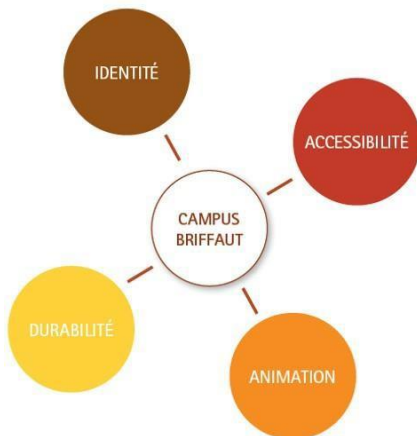 IDENTITÉ
ACCESSIBILITÉ
CAMPUS
BRIFFAUT
DURABILITÉ
ANIMATION